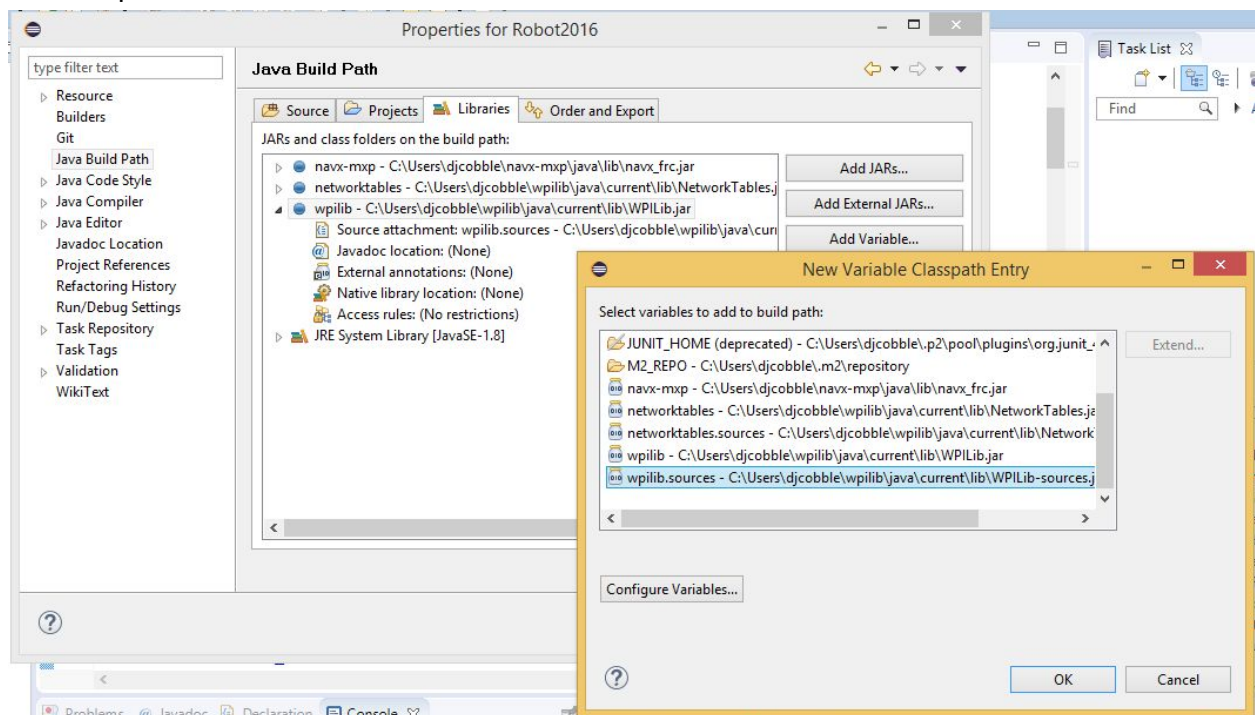 Properties for Robot2016
type filter text
Resource
Builders
Git
Java Build Path
Java Code Style
Java Compiler
Java Editor
Javadoc Location
Project References
Refactoring History
Run/Debug Settings
Task Repository
Task Tags
Validation
WikiText
Java Build Path
Source Projects Libraries Order and Export
JARs and class folders on the build path:
navx-mxp - C:\Users\djcobble\navx-mxp\java\lib\navx_frc.jar
networktables - C:\Users\djcobble\wpilib\java\current\lib\NetworkTables.j
wpilib - C:\Users\djcobble\wpilib\java\current\lib\WPILib.jar
Source attachment: wpilib.sources - C:\Users\djcobble\wpilib\java\curr
Javadoc location: (None)
External annotations: (None)
Native library location: (None)
Access rules: (No restrictions)
JRE System Library [JavaSE-1.8]
Add JARs...
Add External JARs...
Add Variable...
Task List
Find
New Variable Classpath Entry
Select variables to add to build path:
JUNIT_HOME (deprecated) - C:\Users\djcobble\.p2\pool\plugins\org.junit_4
M2_REPO - C:\Users\djcobble\.m2\repository
navx-mxp - C:\Users\djcobble\navx-mxp\java\lib\navx_frc.jar
networktables - C:\Users\djcobble\wpilib\java\current\lib\NetworkTables.ja
networktables.sources - C:\Users\djcobble\wpilib\java\current\lib\Network
wpilib - C:\Users\djcobble\wpilib\java\current\lib\WPILib.jar
wpilib.sources - C:\Users\djcobble\wpilib\java\current\lib\WPILib-sources.j
Extend...
Configure Variables...
OK Cancel
Problems @ Javadoc Declaration Console